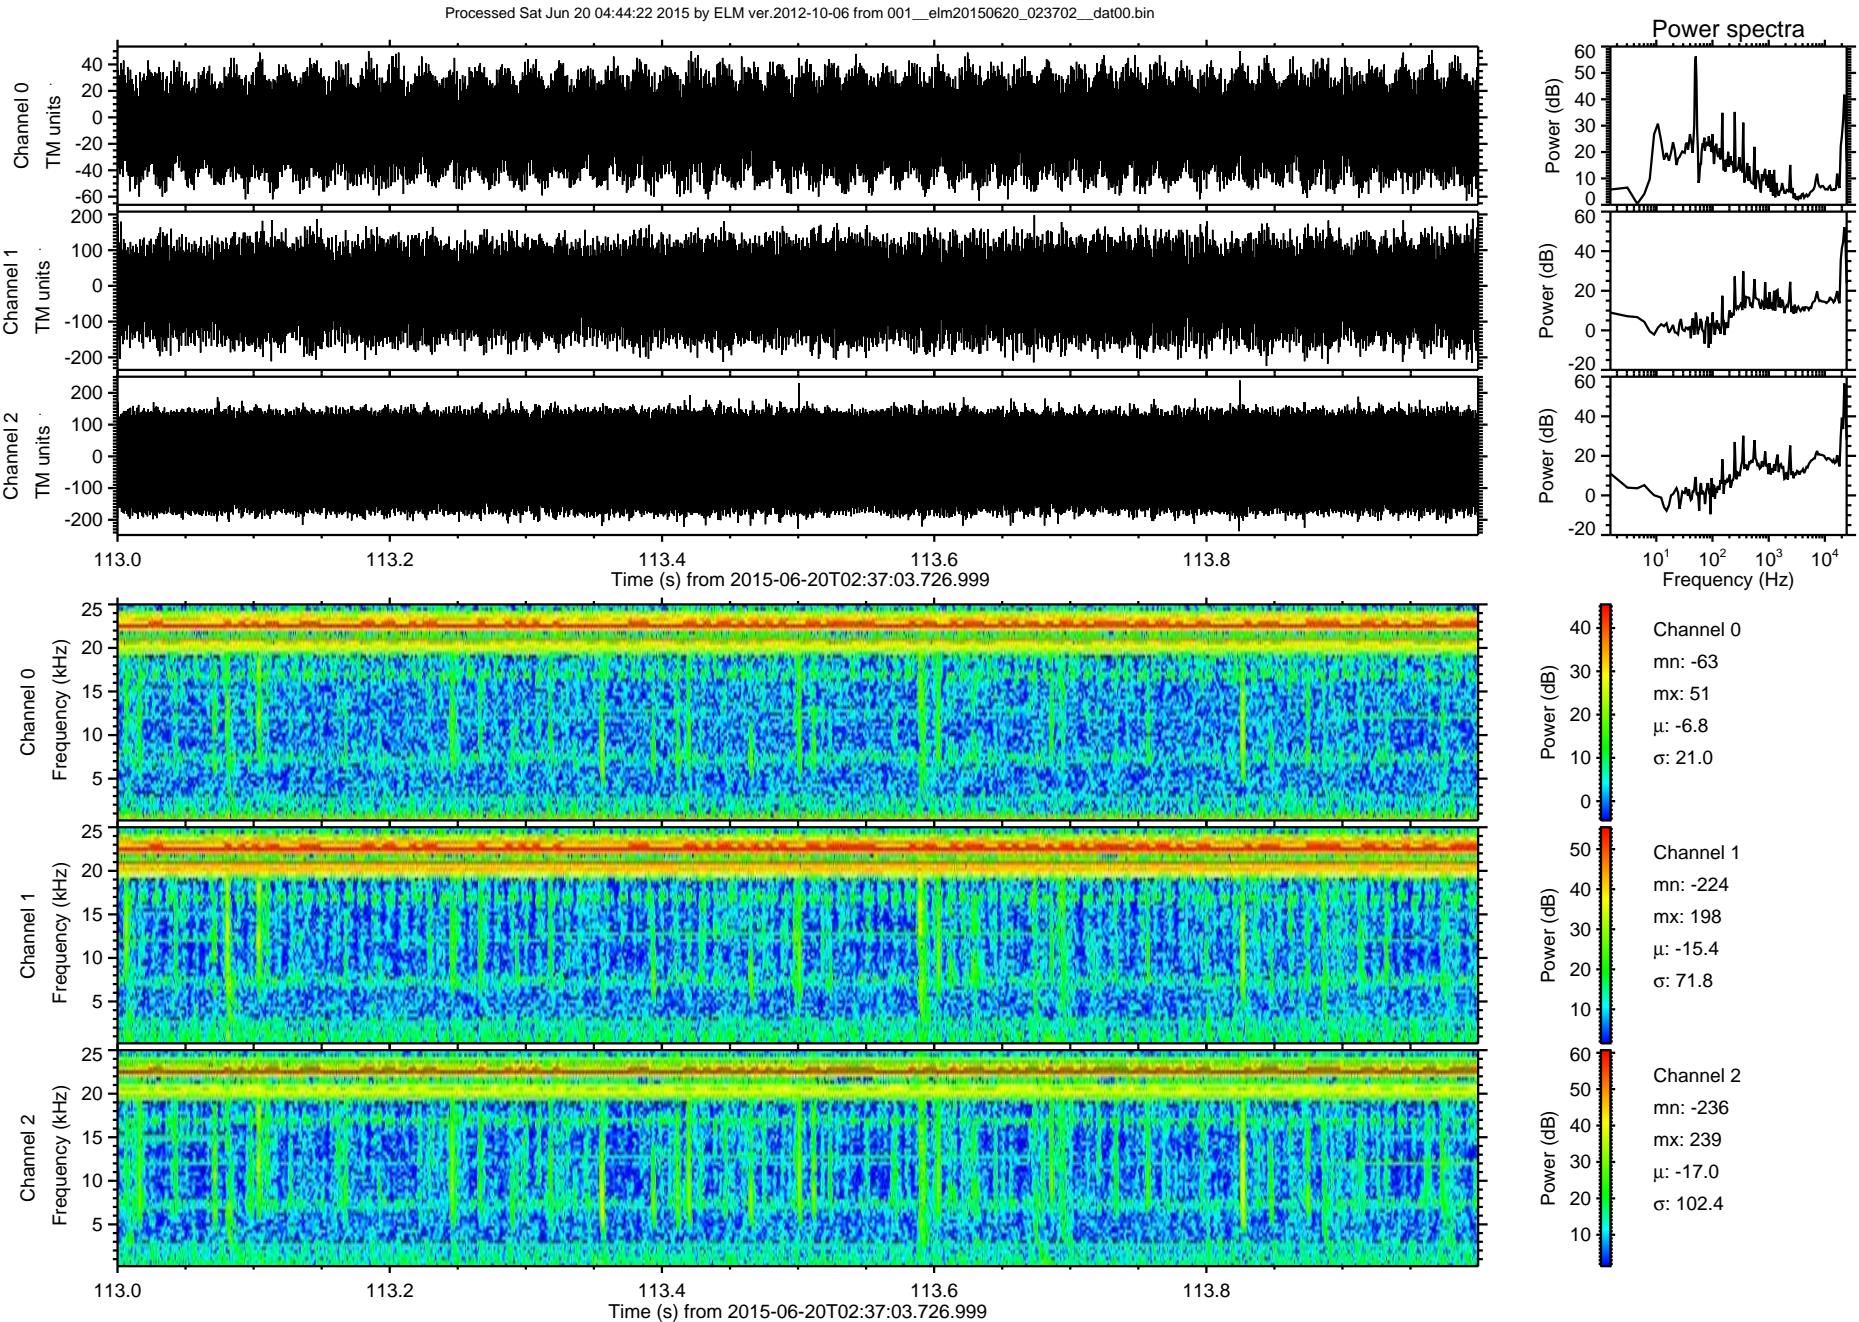 Processed Sat Jun 20 04:44:22 2015 by ELM ver.2012-10-06 from 001__elm20150620_023702__dat00.bin
Power spectra
Channel 0
TM units
40
20
0
-20
-40
-60
Power (dB)
60
50
40
30
20
10
0
Channel 1
TM units
200
100
0
-100
-200
Power (dB)
60
40
20
0
-20
Channel 2
TM units
200
100
0
-100
-200
Power (dB)
60
40
20
0
-20
113.0 113.2 113.4 113.6 113.8
Time (s) from 2015-06-20T02:37:03.726.999
10¹ 10² 10³ 10⁴
Frequency (Hz)
Channel 0
Frequency (kHz)
25
20
15
10
5
Power (dB)
40
30
20
10
0
Channel 0
mn: -63
mx: 51
μ: -6.8
σ: 21.0
Channel 1
Frequency (kHz)
25
20
15
10
5
Power (dB)
50
40
30
20
10
Channel 1
mn: -224
mx: 198
μ: -15.4
σ: 71.8
Channel 2
Frequency (kHz)
25
20
15
10
5
Power (dB)
60
50
40
30
20
10
Channel 2
mn: -236
mx: 239
μ: -17.0
σ: 102.4
113.0 113.2 113.4 113.6 113.8
Time (s) from 2015-06-20T02:37:03.726.999